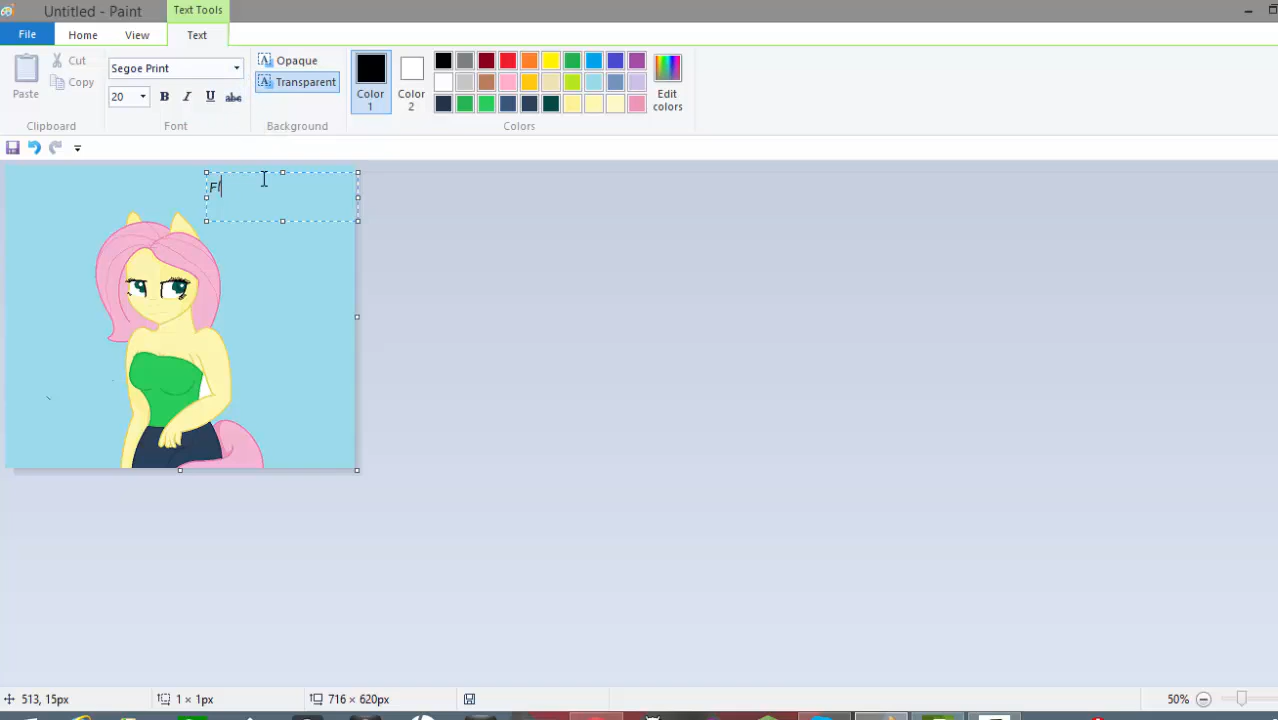 Untitled - Paint
Text Tools
File
Home
View
Text
Paste
Cut
Copy
Clipboard
Segoe Print
20
B I U abc
Font
Opaque
Transparent
Background
Color 1
Color 2
Edit colors
Colors
Fl
513, 15px
1 × 1px
716 × 620px
50%